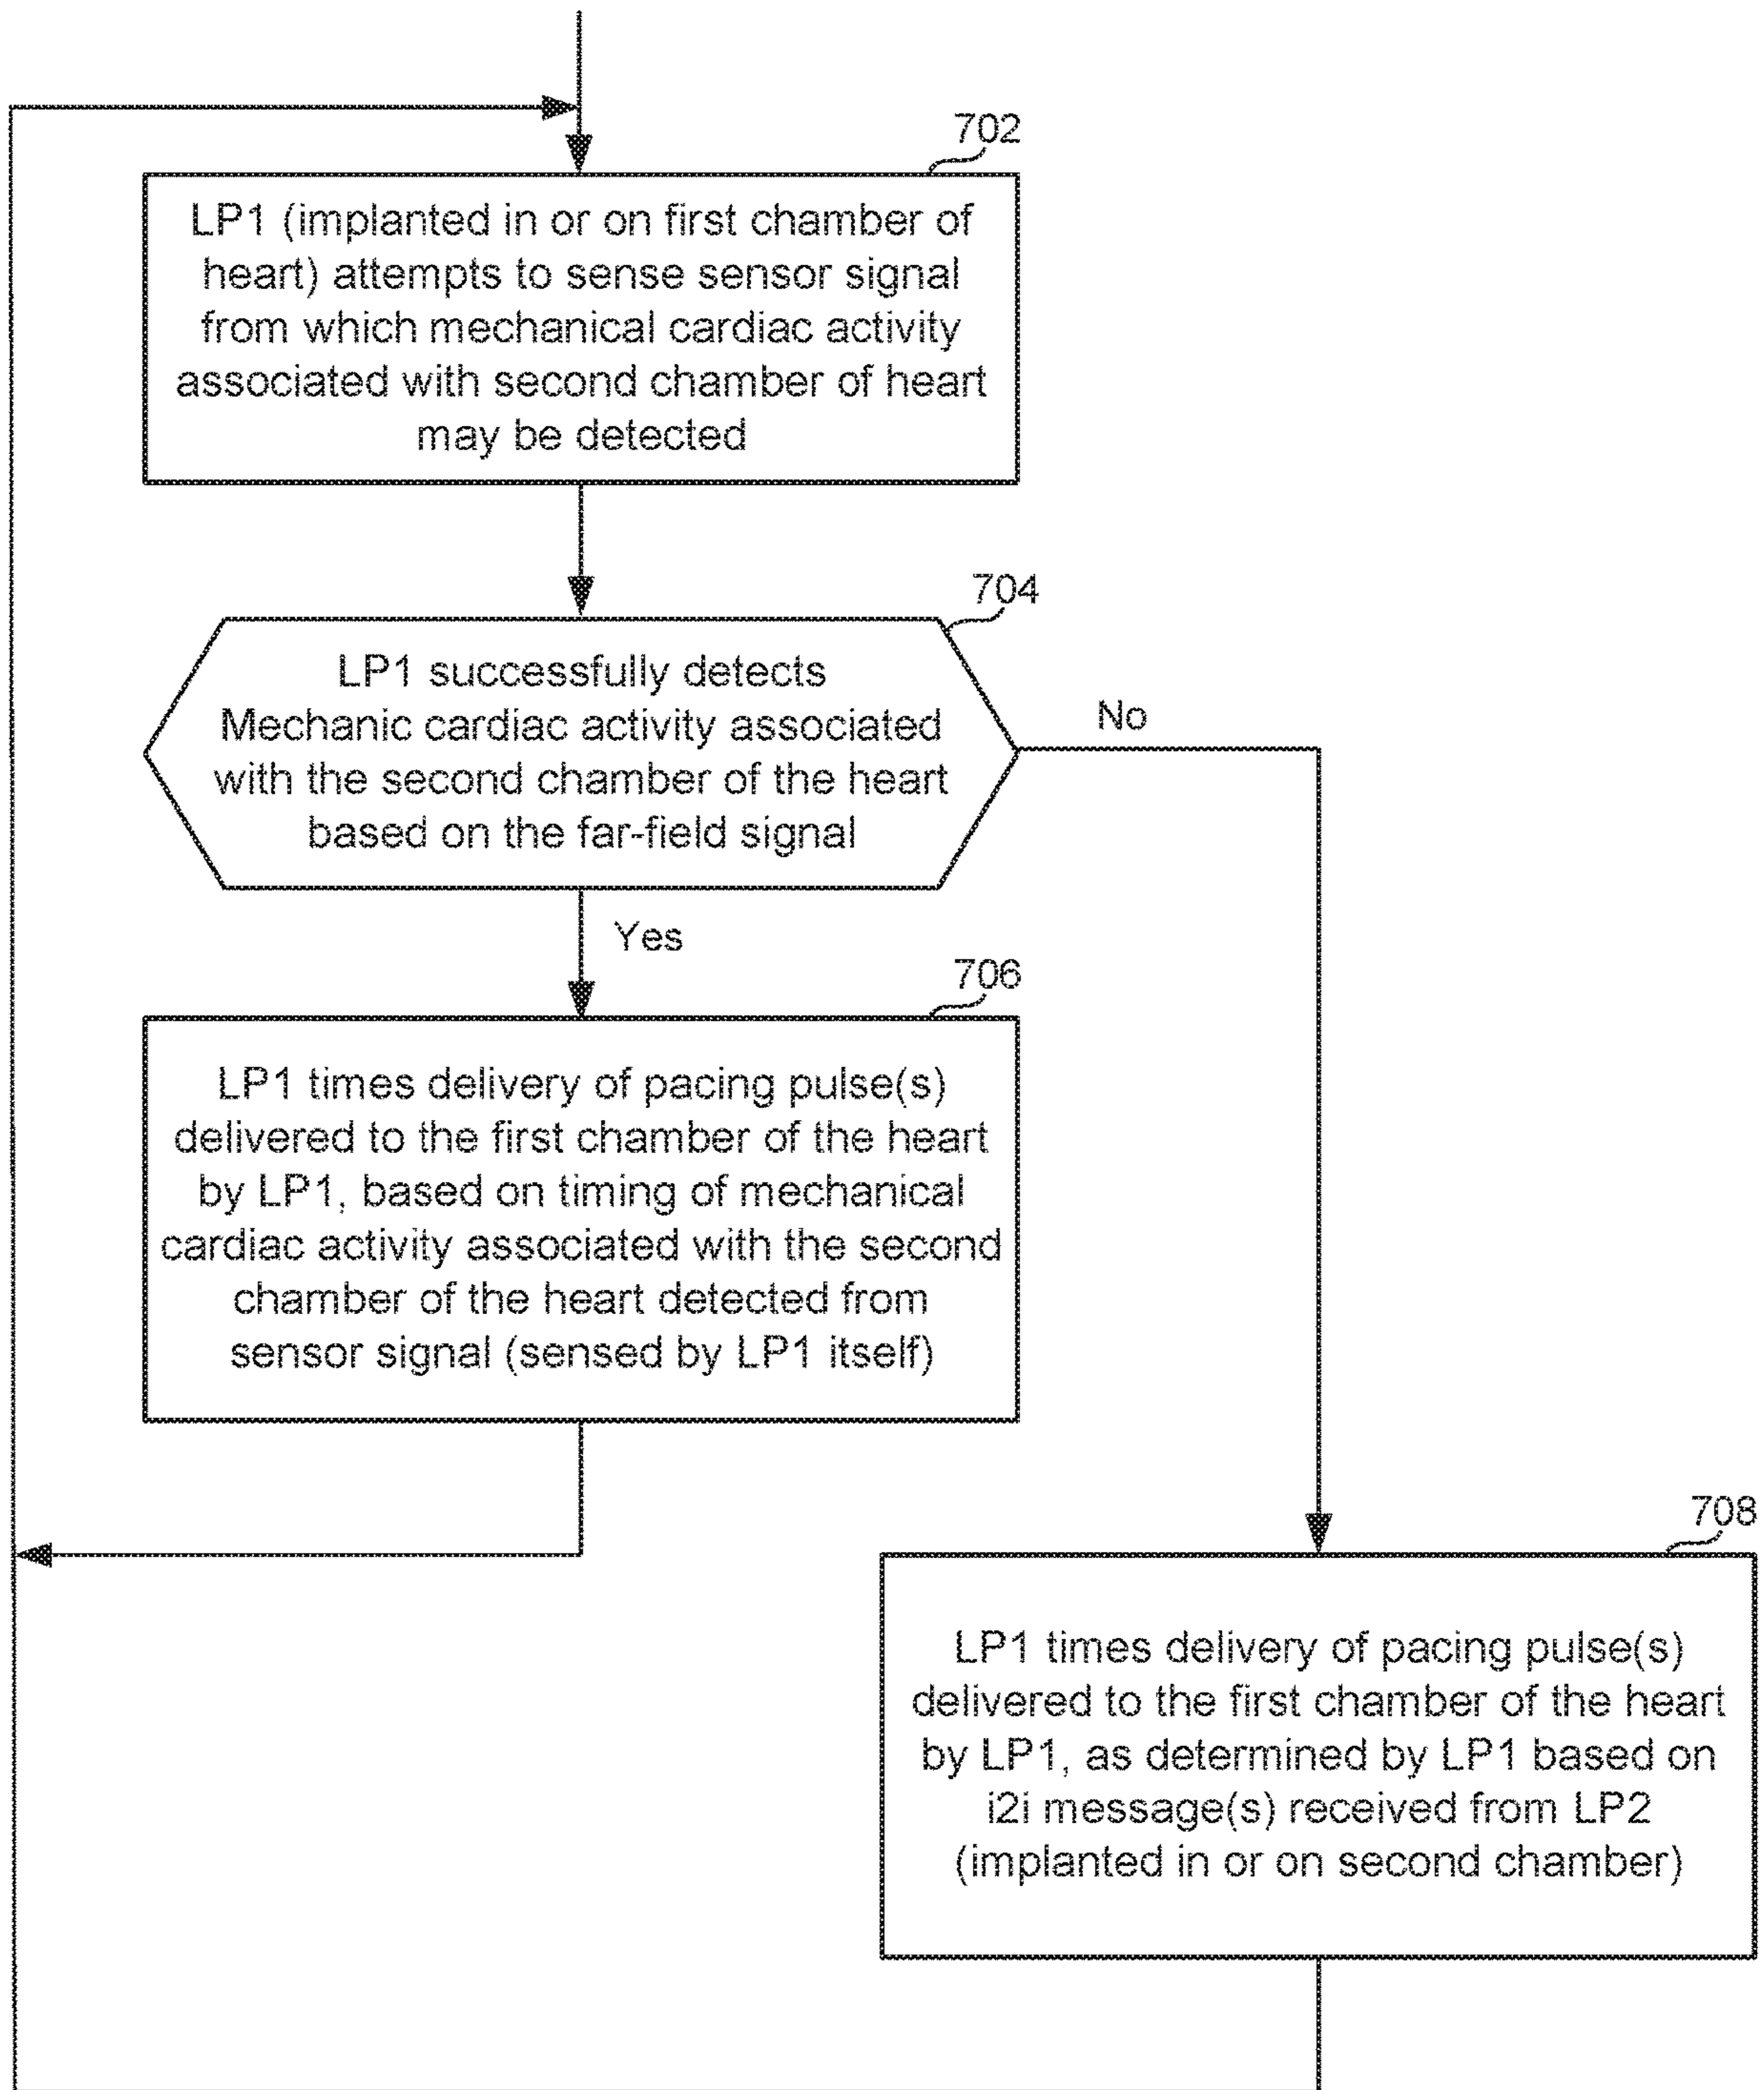 702
LP1 (implanted in or on first chamber of
heart) attempts to sense sensor signal
from which mechanical cardiac activity
associated with second chamber of heart
may be detected
704
LP1 successfully detects
Mechanic cardiac activity associated
with the second chamber of the heart
based on the far-field signal
No
Yes
706
LP1 times delivery of pacing pulse(s)
delivered to the first chamber of the heart
by LP1, based on timing of mechanical
cardiac activity associated with the second
chamber of the heart detected from
sensor signal (sensed by LP1 itself)
708
LP1 times delivery of pacing pulse(s)
delivered to the first chamber of the heart
by LP1, as determined by LP1 based on
i2i message(s) received from LP2
(implanted in or on second chamber)